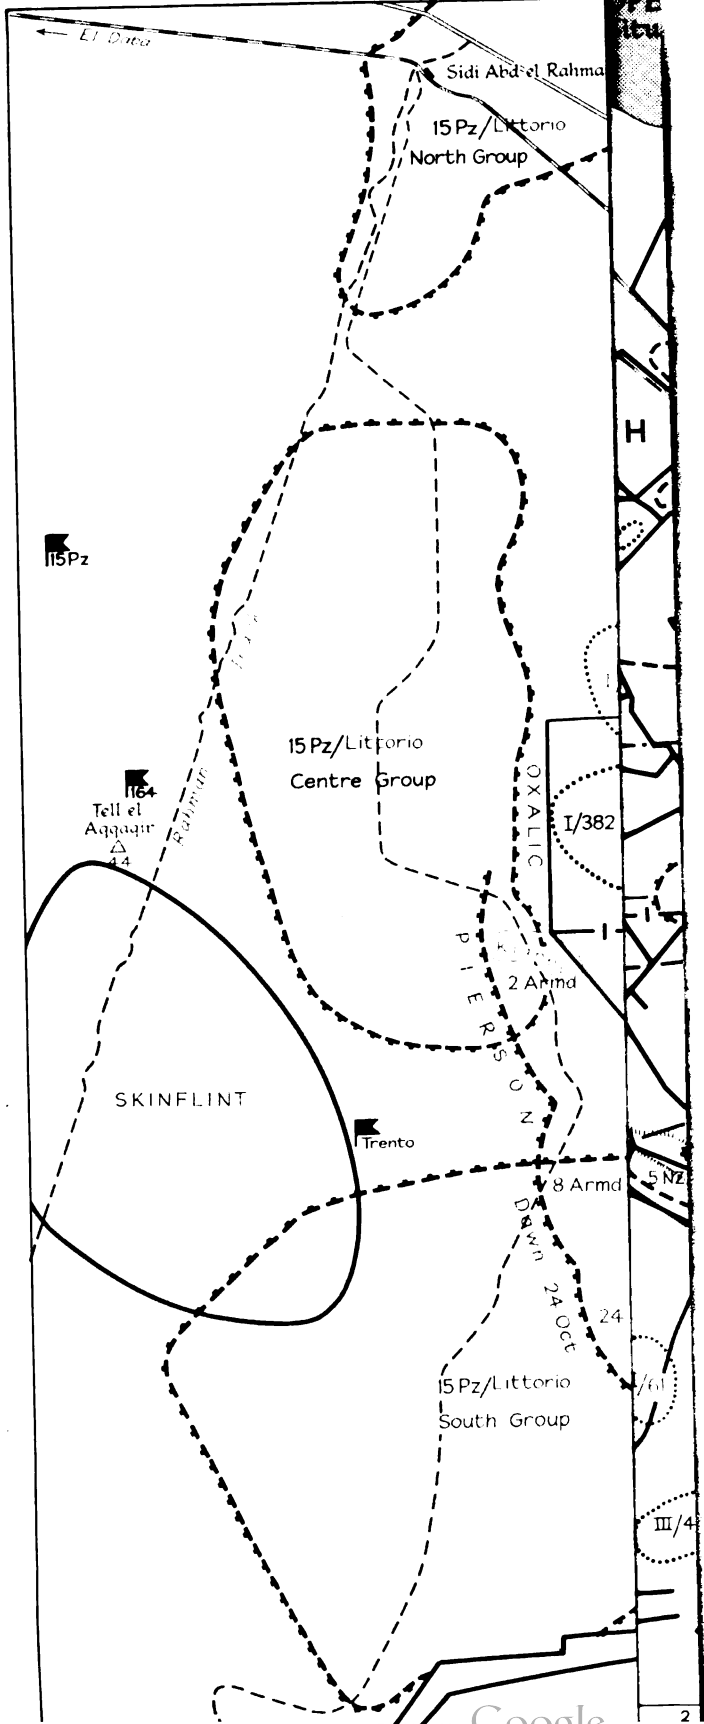 El Daba
Sidi Abd el Rahma
15 Pz/Littorio
North Group
H
15Pz
15 Pz/Littorio
Centre Group
OXALIC
I/382
164
Tell el
Aqqaqir
44
Rahman
PIERSON
2 Armd
SKINFLINT
Trento
5 NZ
8 Armd
Dawn 24 Oct
24
15 Pz/Littorio
South Group
/61
III/4
Google
2